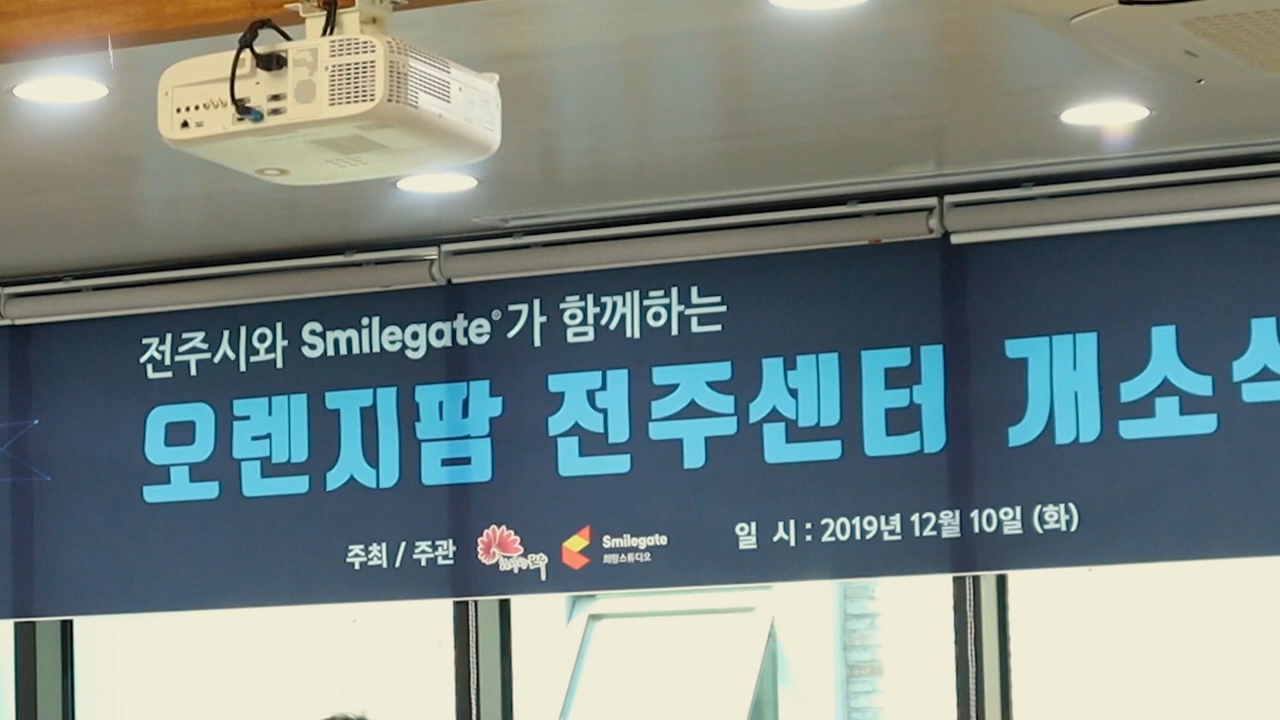 전주시와 Smilegate®가 함께하는
오렌지팜 전주센터 개소식
주최 / 주관 Smilegate 희망스튜디오 일 시 : 2019년 12월 10일 (화)